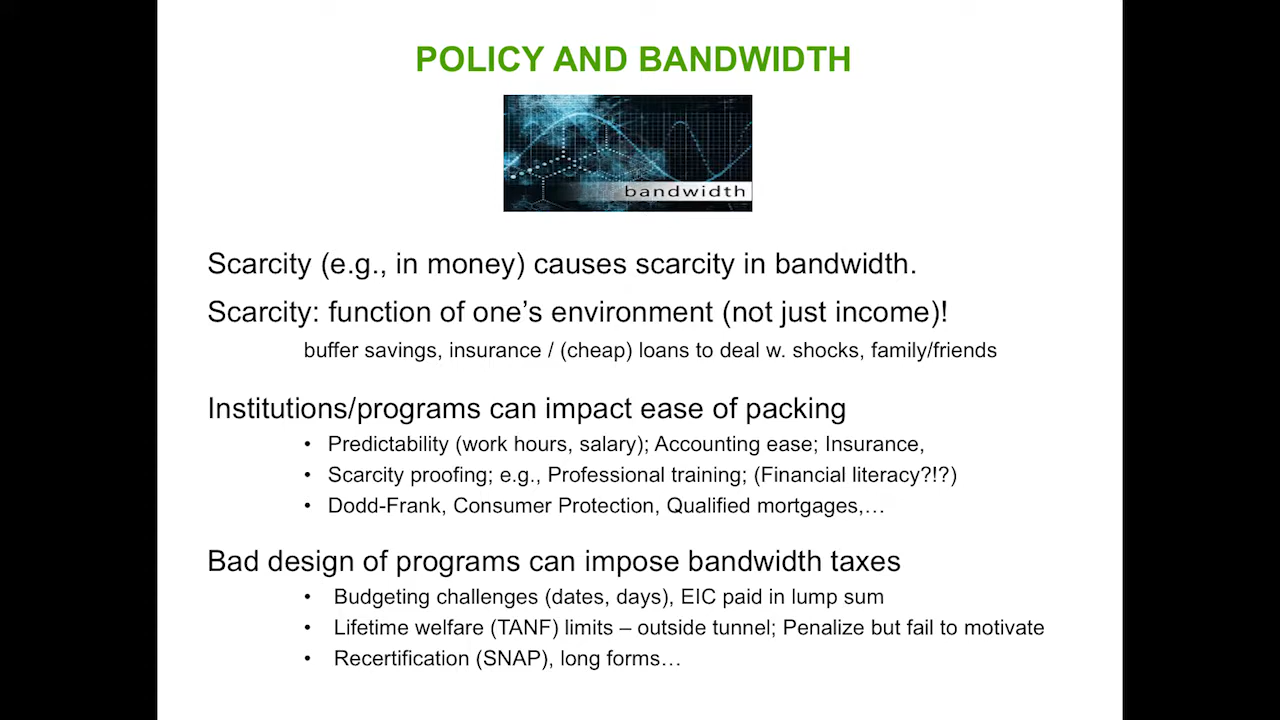 POLICY AND BANDWIDTH
bandwidth
Scarcity (e.g., in money) causes scarcity in bandwidth.
Scarcity: function of one’s environment (not just income)!
buffer savings, insurance / (cheap) loans to deal w. shocks, family/friends
Institutions/programs can impact ease of packing
• Predictability (work hours, salary); Accounting ease; Insurance,
• Scarcity proofing; e.g., Professional training; (Financial literacy?!?)
• Dodd-Frank, Consumer Protection, Qualified mortgages,…
Bad design of programs can impose bandwidth taxes
• Budgeting challenges (dates, days), EIC paid in lump sum
• Lifetime welfare (TANF) limits – outside tunnel; Penalize but fail to motivate
• Recertification (SNAP), long forms…